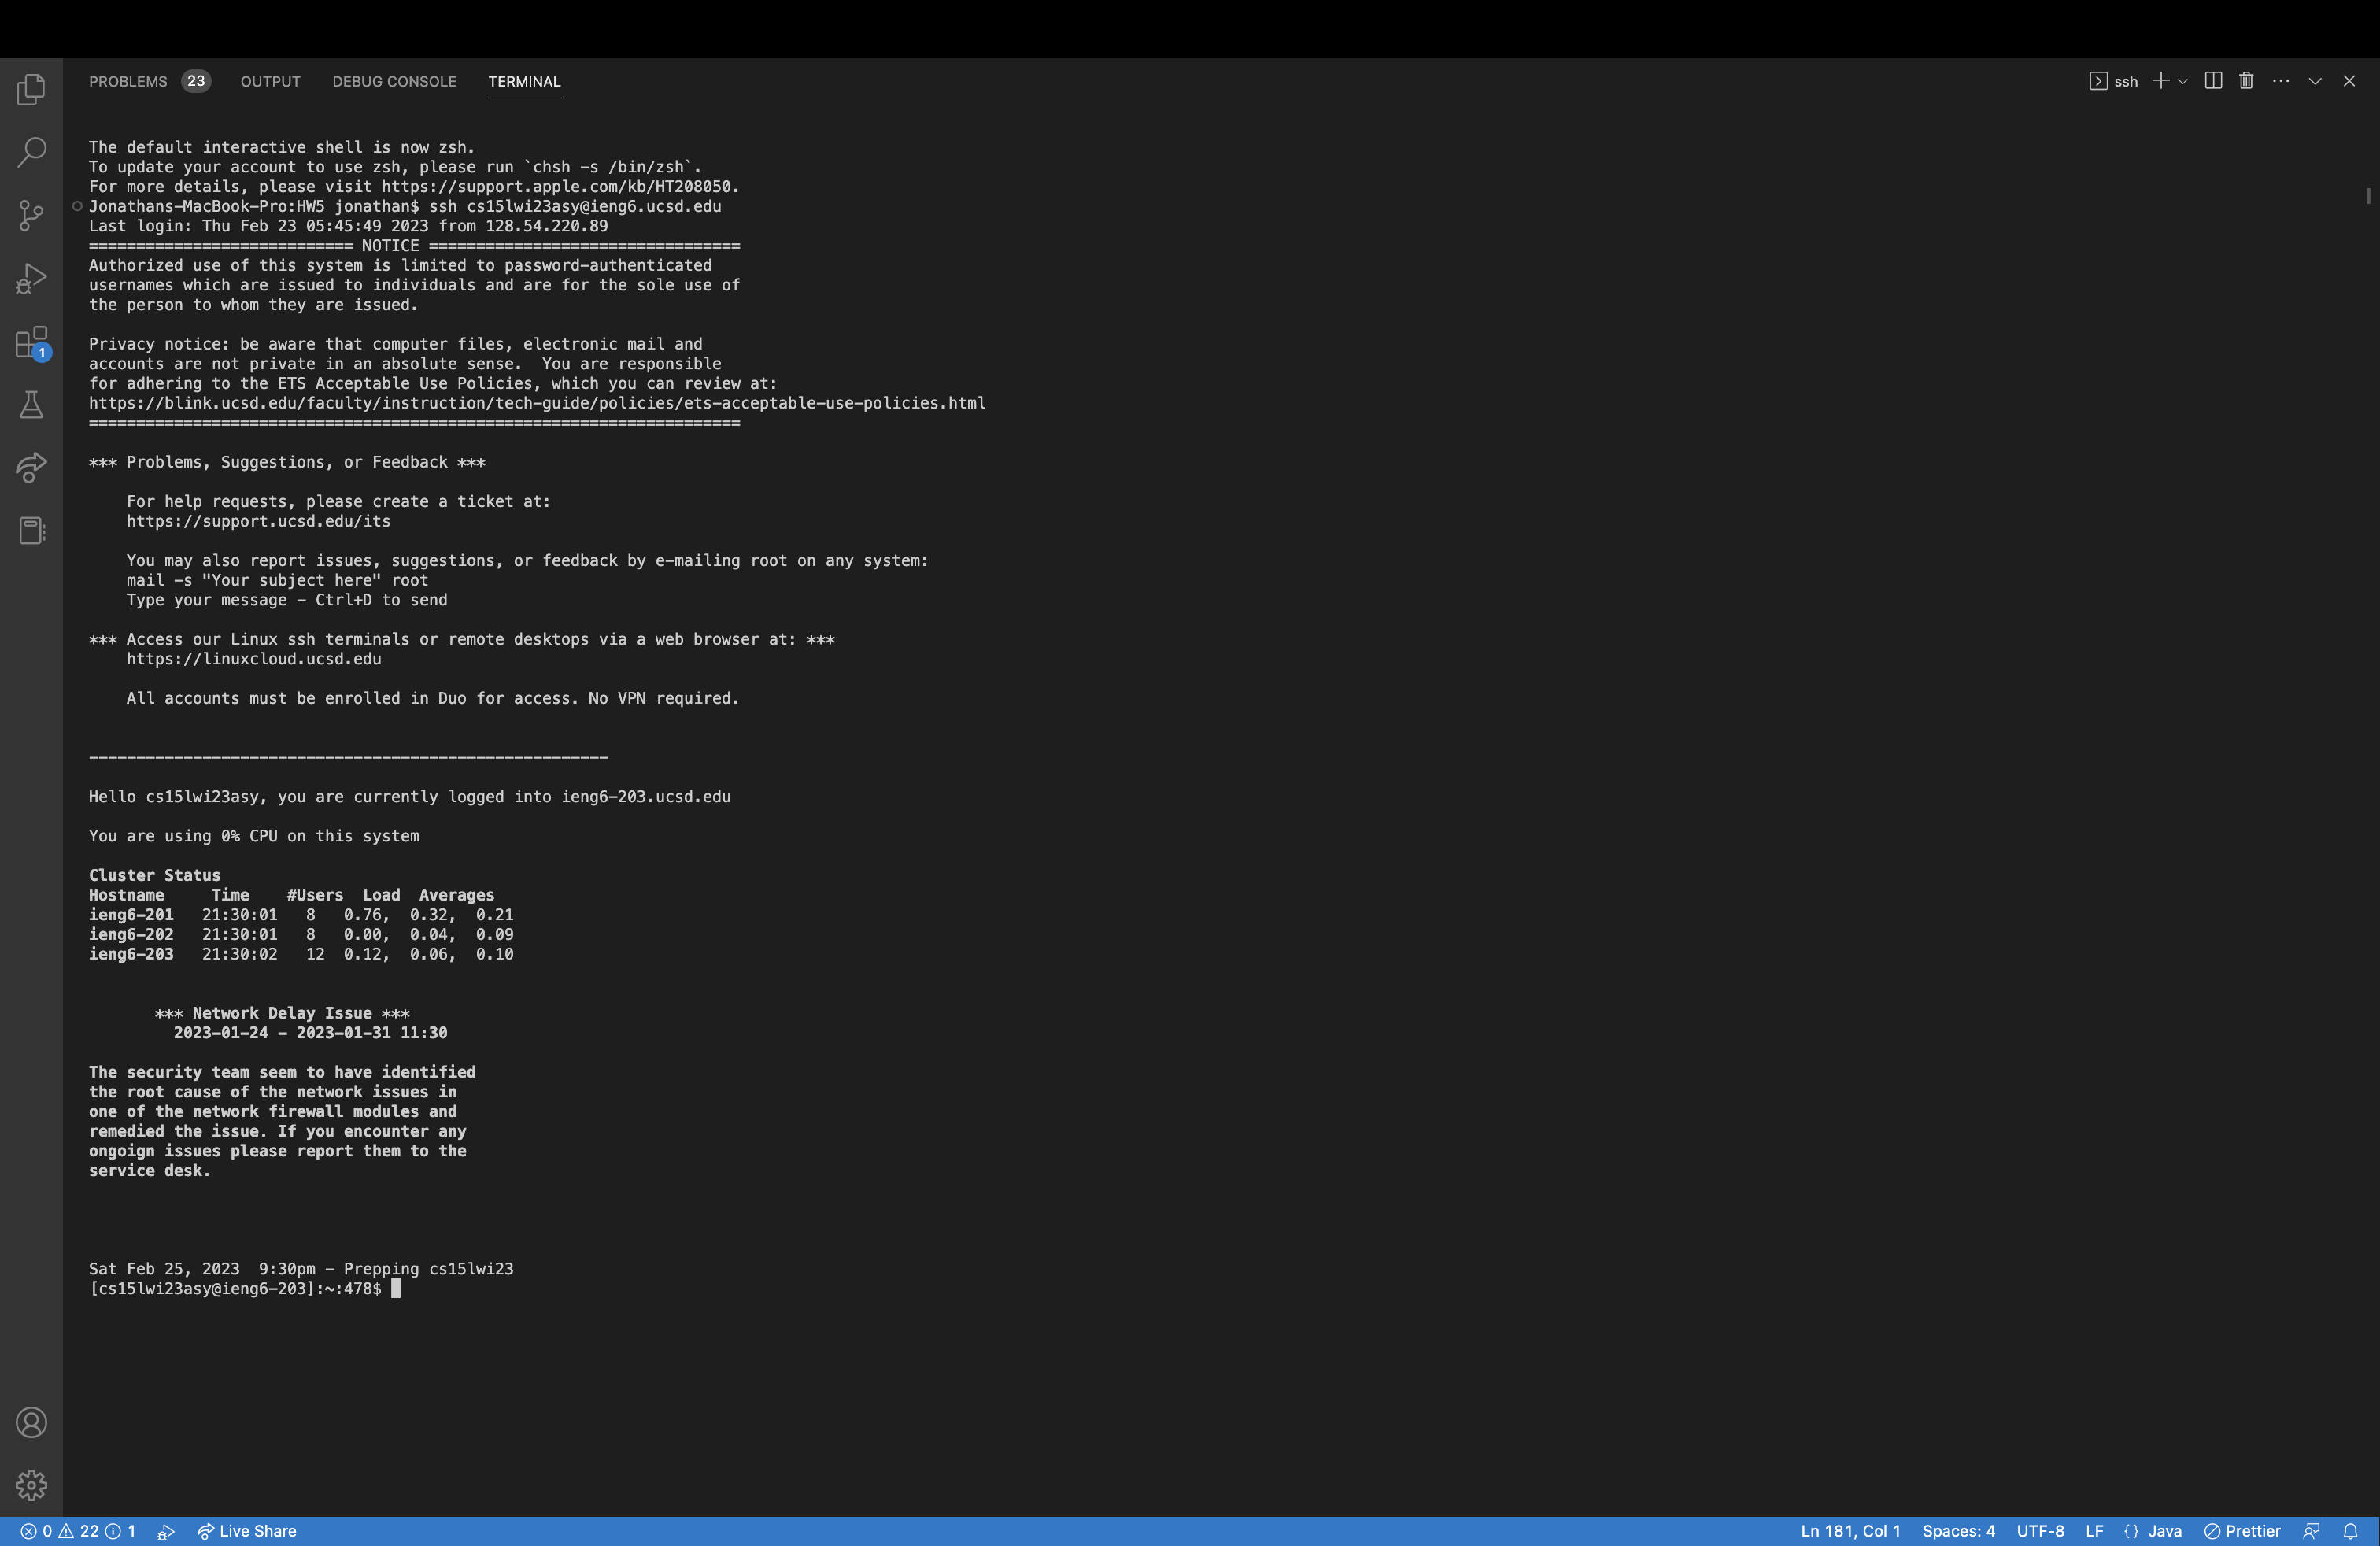 PROBLEMS 23 OUTPUT DEBUG CONSOLE TERMINAL ssh
The default interactive shell is now zsh.
To update your account to use zsh, please run `chsh -s /bin/zsh`.
For more details, please visit https://support.apple.com/kb/HT208050.
Jonathans-MacBook-Pro:HW5 jonathan$ ssh cs15lwi23asy@ieng6.ucsd.edu
Last login: Thu Feb 23 05:45:49 2023 from 128.54.220.89
============================ NOTICE =================================
Authorized use of this system is limited to password-authenticated
usernames which are issued to individuals and are for the sole use of
the person to whom they are issued.
Privacy notice: be aware that computer files, electronic mail and
accounts are not private in an absolute sense.  You are responsible
for adhering to the ETS Acceptable Use Policies, which you can review at:
https://blink.ucsd.edu/faculty/instruction/tech-guide/policies/ets-acceptable-use-policies.html
=====================================================================
*** Problems, Suggestions, or Feedback ***
For help requests, please create a ticket at:
https://support.ucsd.edu/its
You may also report issues, suggestions, or feedback by e-mailing root on any system:
mail -s "Your subject here" root
Type your message - Ctrl+D to send
*** Access our Linux ssh terminals or remote desktops via a web browser at: ***
https://linuxcloud.ucsd.edu
All accounts must be enrolled in Duo for access. No VPN required.
-------------------------------------------------------
Hello cs15lwi23asy, you are currently logged into ieng6-203.ucsd.edu
You are using 0% CPU on this system
Cluster Status
Hostname     Time    #Users  Load  Averages
ieng6-201   21:30:01   8   0.76,  0.32,  0.21
ieng6-202   21:30:01   8   0.00,  0.04,  0.09
ieng6-203   21:30:02   12  0.12,  0.06,  0.10
*** Network Delay Issue ***
2023-01-24 - 2023-01-31 11:30
The security team seem to have identified
the root cause of the network issues in
one of the network firewall modules and
remedied the issue. If you encounter any
ongoign issues please report them to the
service desk.
Sat Feb 25, 2023  9:30pm - Prepping cs15lwi23
[cs15lwi23asy@ieng6-203]:~:478$
1
0 22 1 Live Share Ln 181, Col 1 Spaces: 4 UTF-8 LF {} Java Prettier